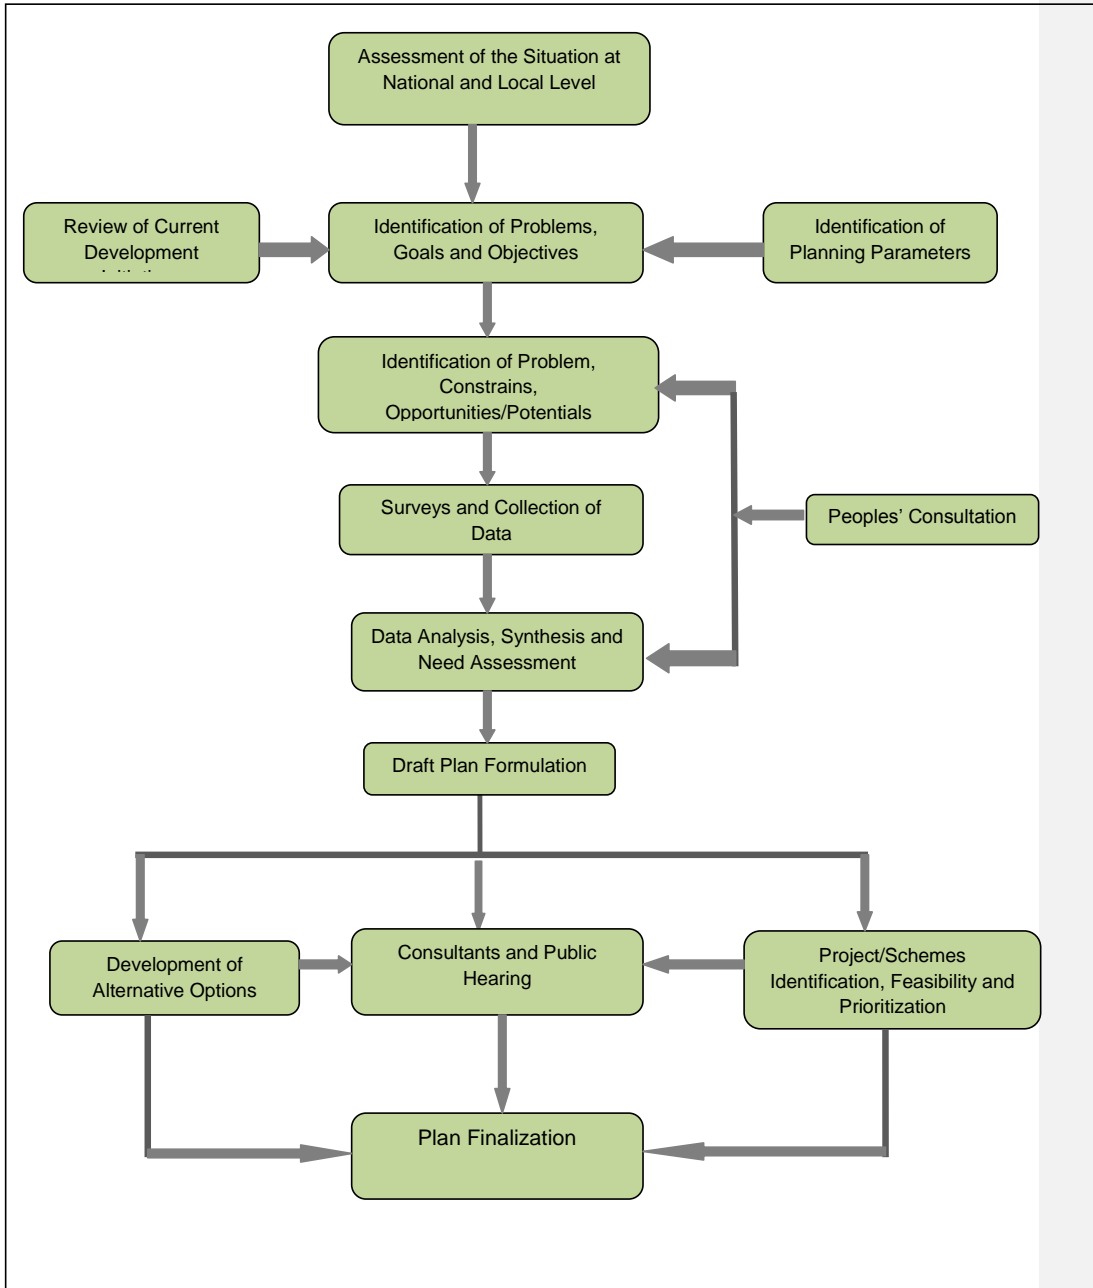 Assessment of the Situation at
National and Local Level
Review of Current
Development
Identification of Problems,
Goals and Objectives
Identification of
Planning Parameters
Identification of Problem,
Constrains,
Opportunities/Potentials
Surveys and Collection of
Data
Peoples’ Consultation
Data Analysis, Synthesis and
Need Assessment
Draft Plan Formulation
Development of
Alternative Options
Consultants and Public
Hearing
Project/Schemes
Identification, Feasibility and
Prioritization
Plan Finalization